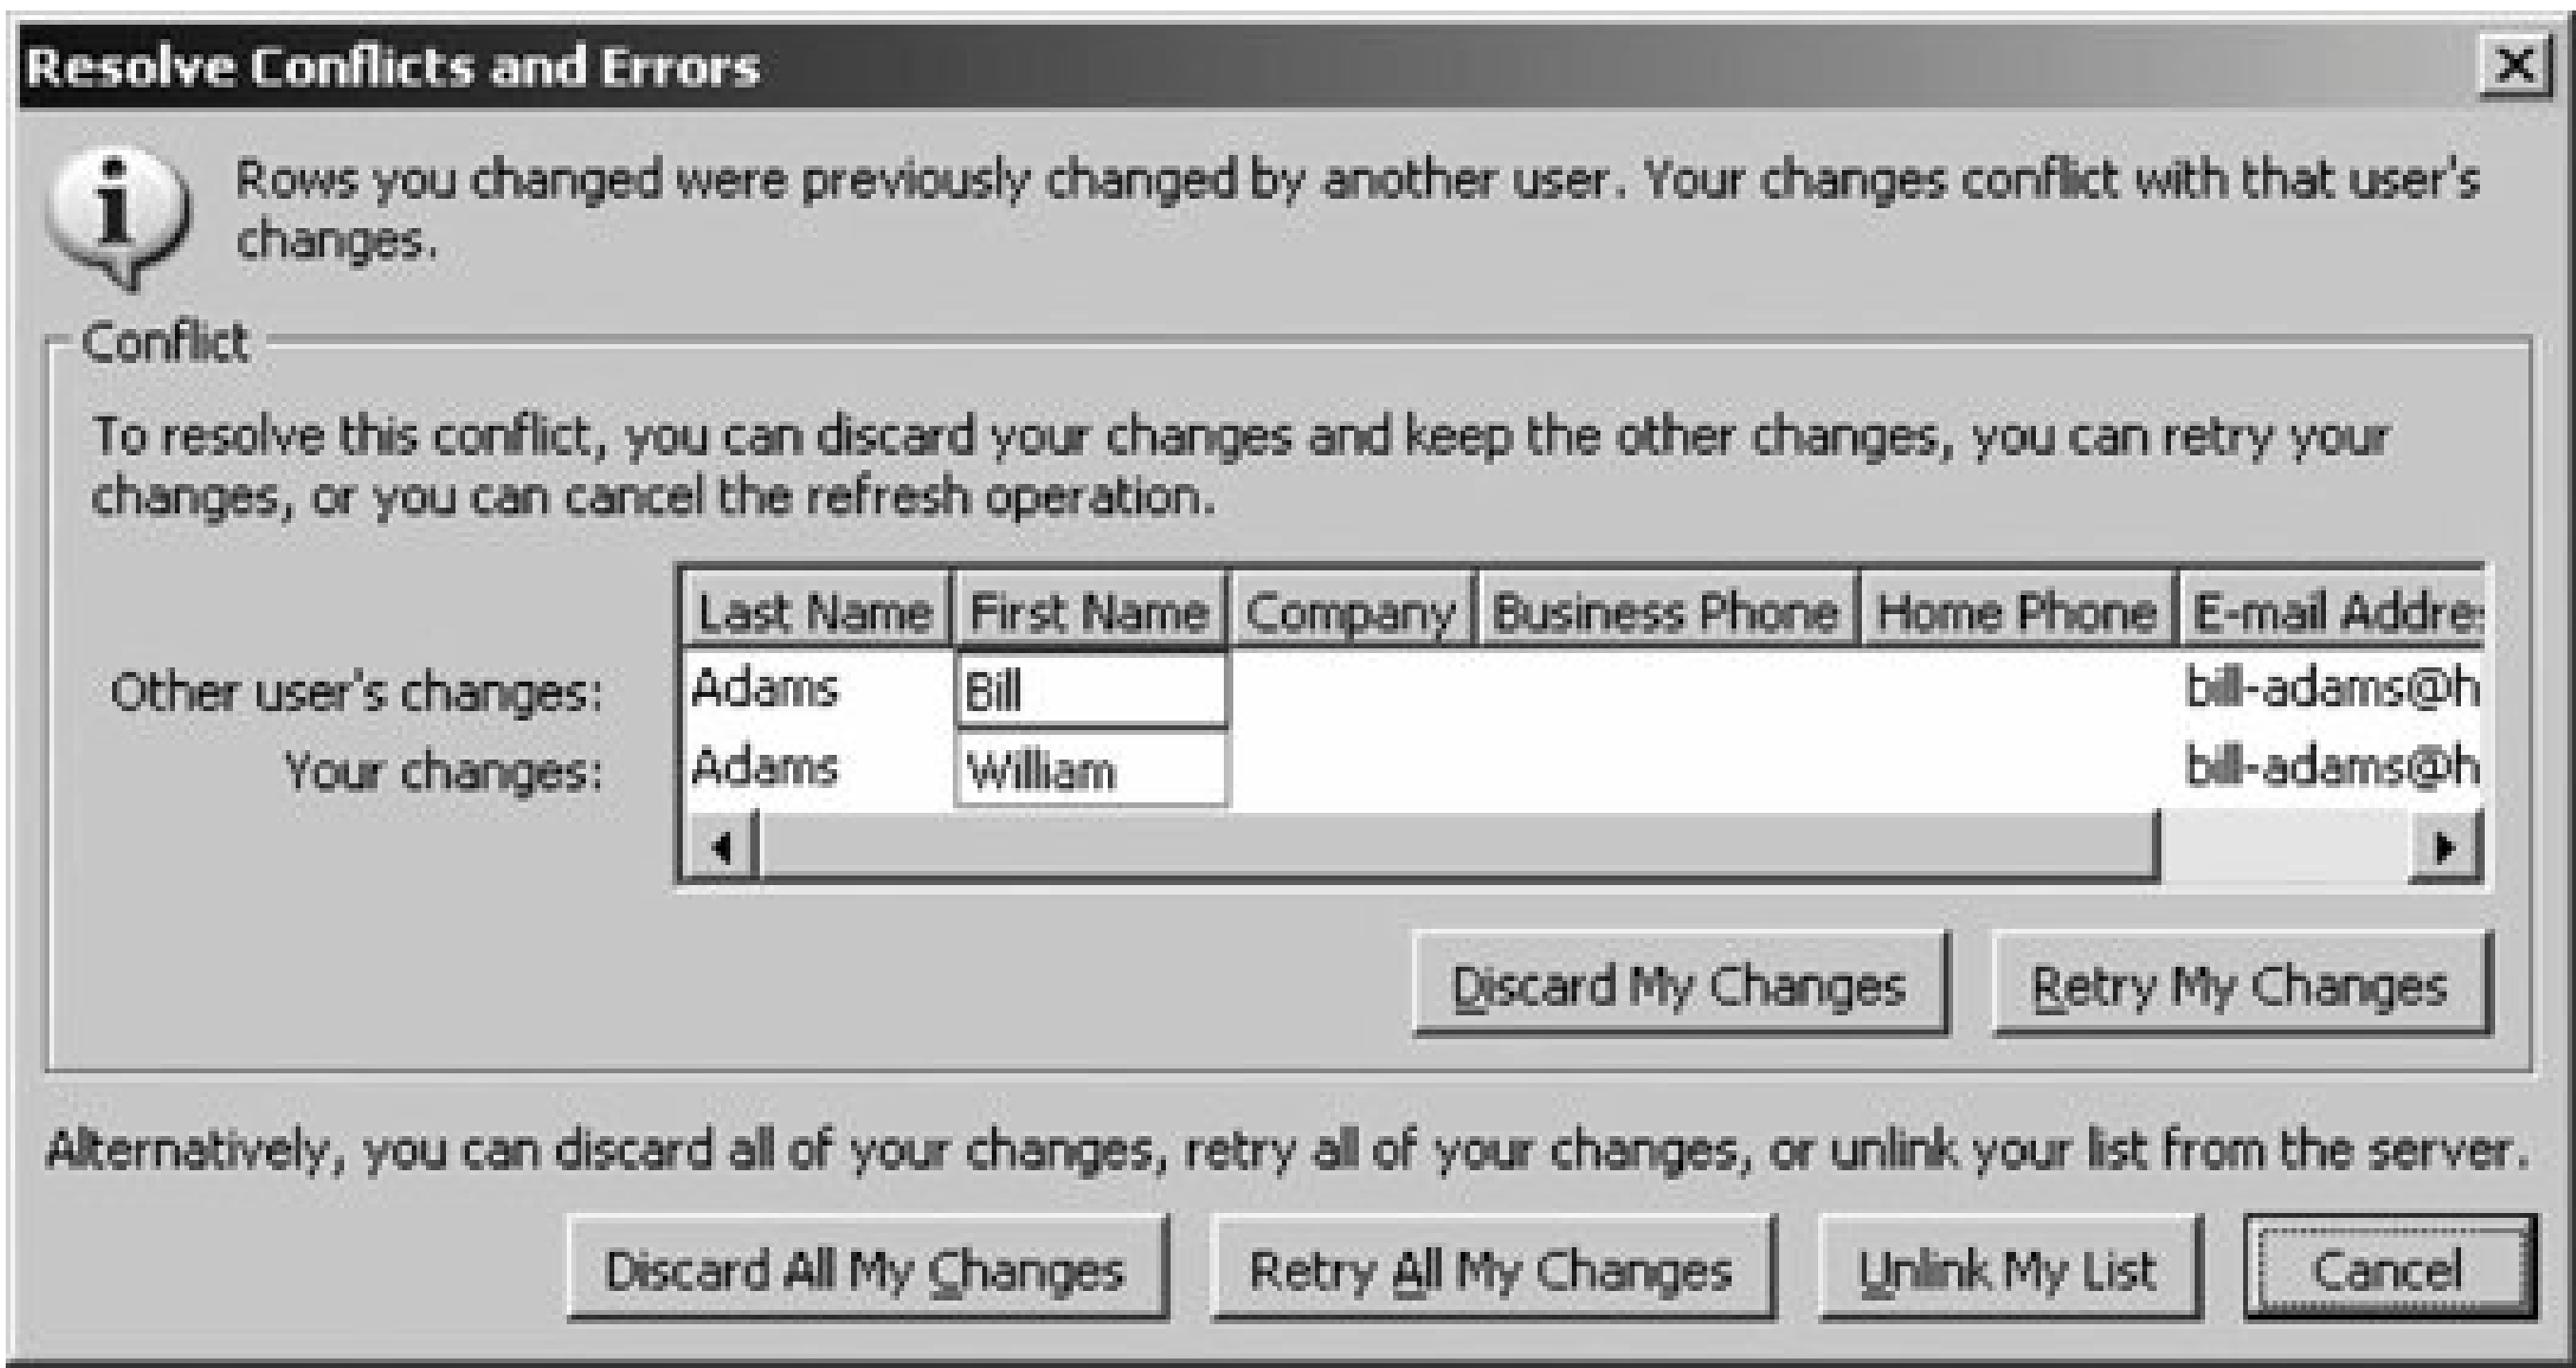 Resolve Conflicts and Errors
Rows you changed were previously changed by another user. Your changes conflict with that user's
changes.
Conflict
To resolve this conflict, you can discard your changes and keep the other changes, you can retry your
changes, or you can cancel the refresh operation.
Last Name First Name Company Business Phone Home Phone E-mail Addre
Other user's changes: Adams Bill bill-adams@h
Your changes: Adams William bill-adams@h
Discard My Changes Retry My Changes
Alternatively, you can discard all of your changes, retry all of your changes, or unlink your list from the server.
Discard All My Changes Retry All My Changes Unlink My List Cancel